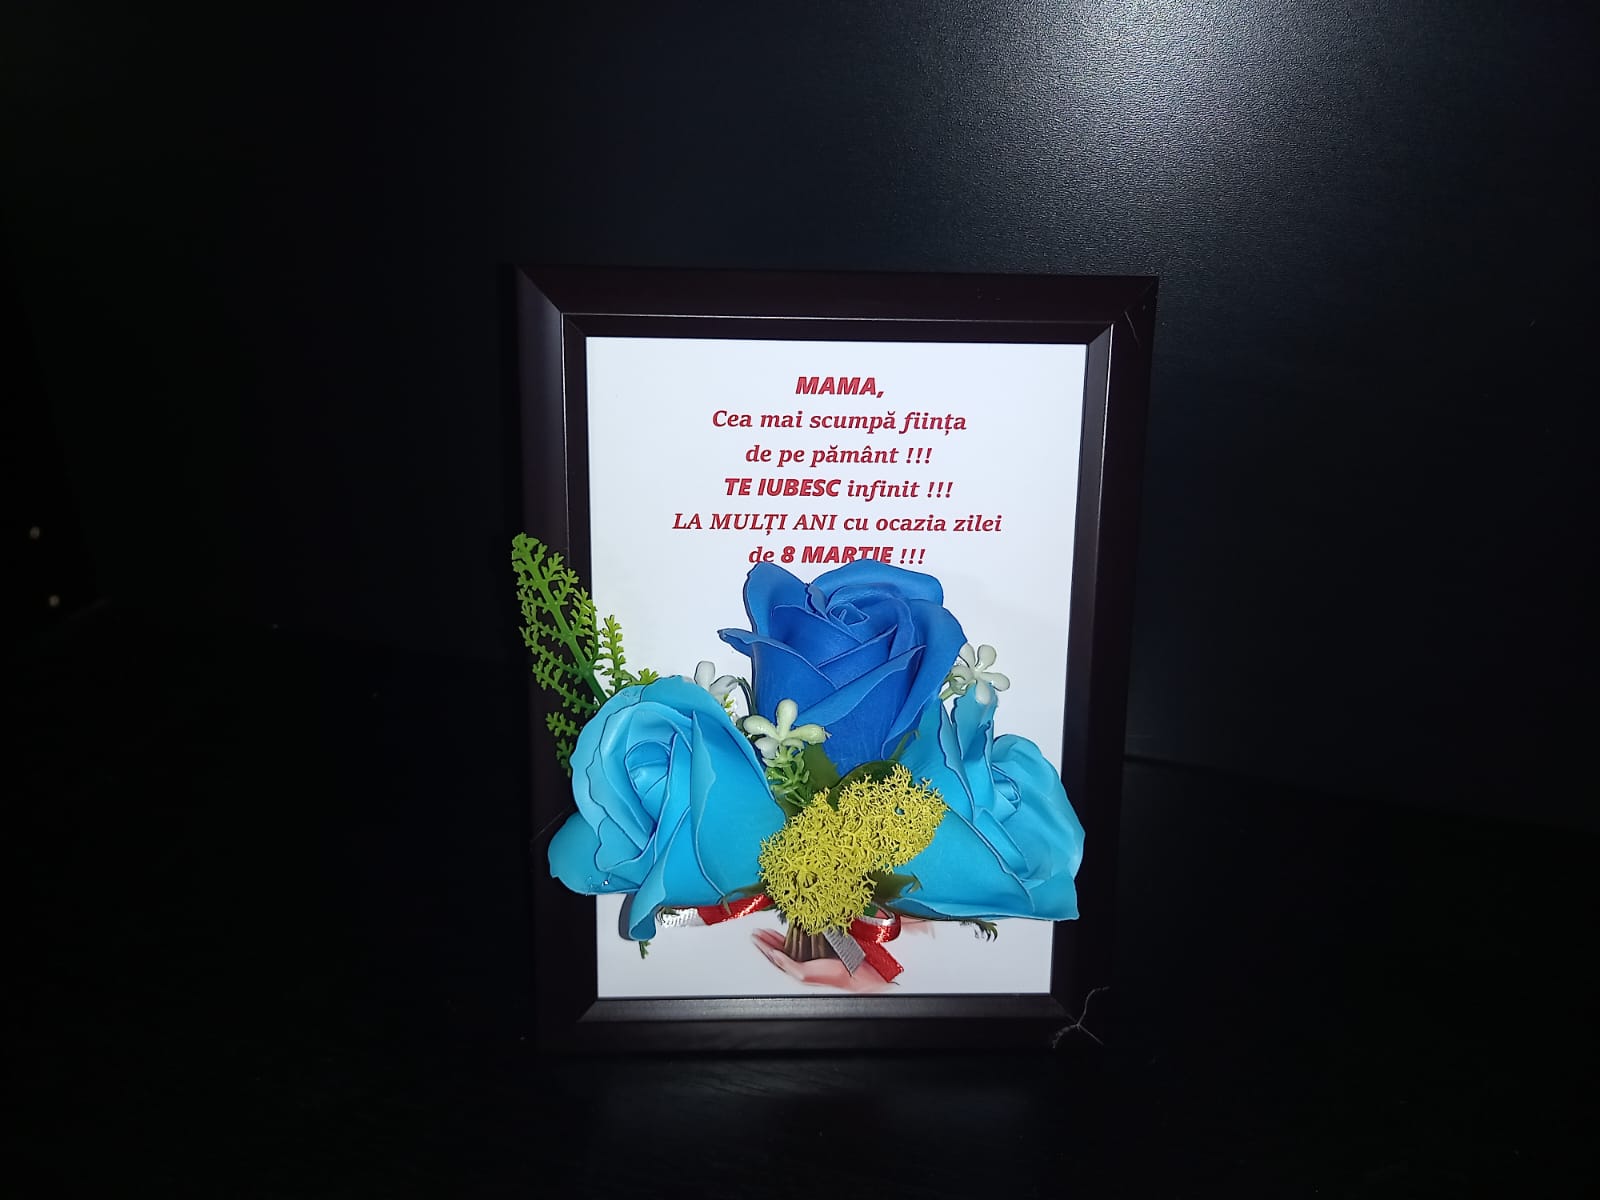 MAMA,
Cea mai scumpă ființa
de pe pământ !!!
TE IUBESC infinit !!!
LA MULȚI ANI cu ocazia zilei
de 8 MARTIE !!!